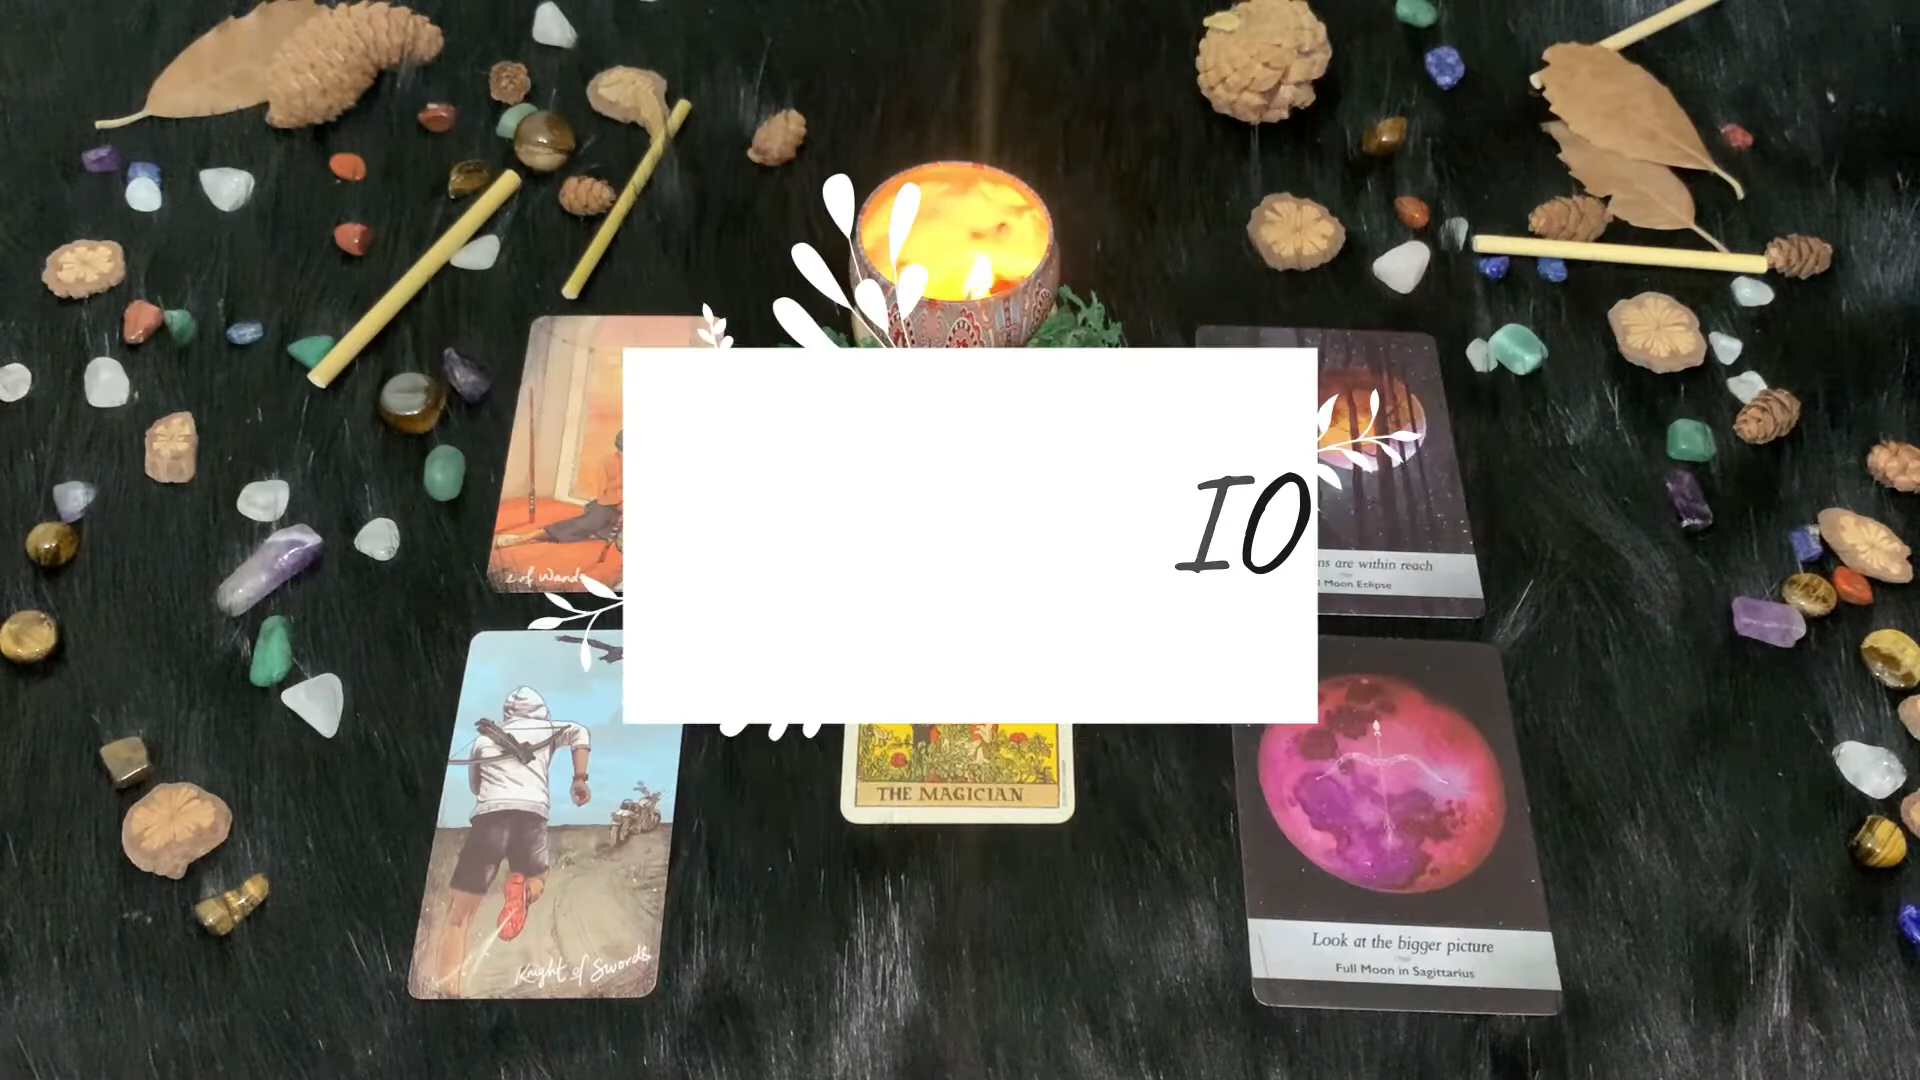 2 of Wands
IO
ns are within reach
l Moon Eclipse
Knight of Swords
THE MAGICIAN
Look at the bigger picture
Full Moon in Sagittarius